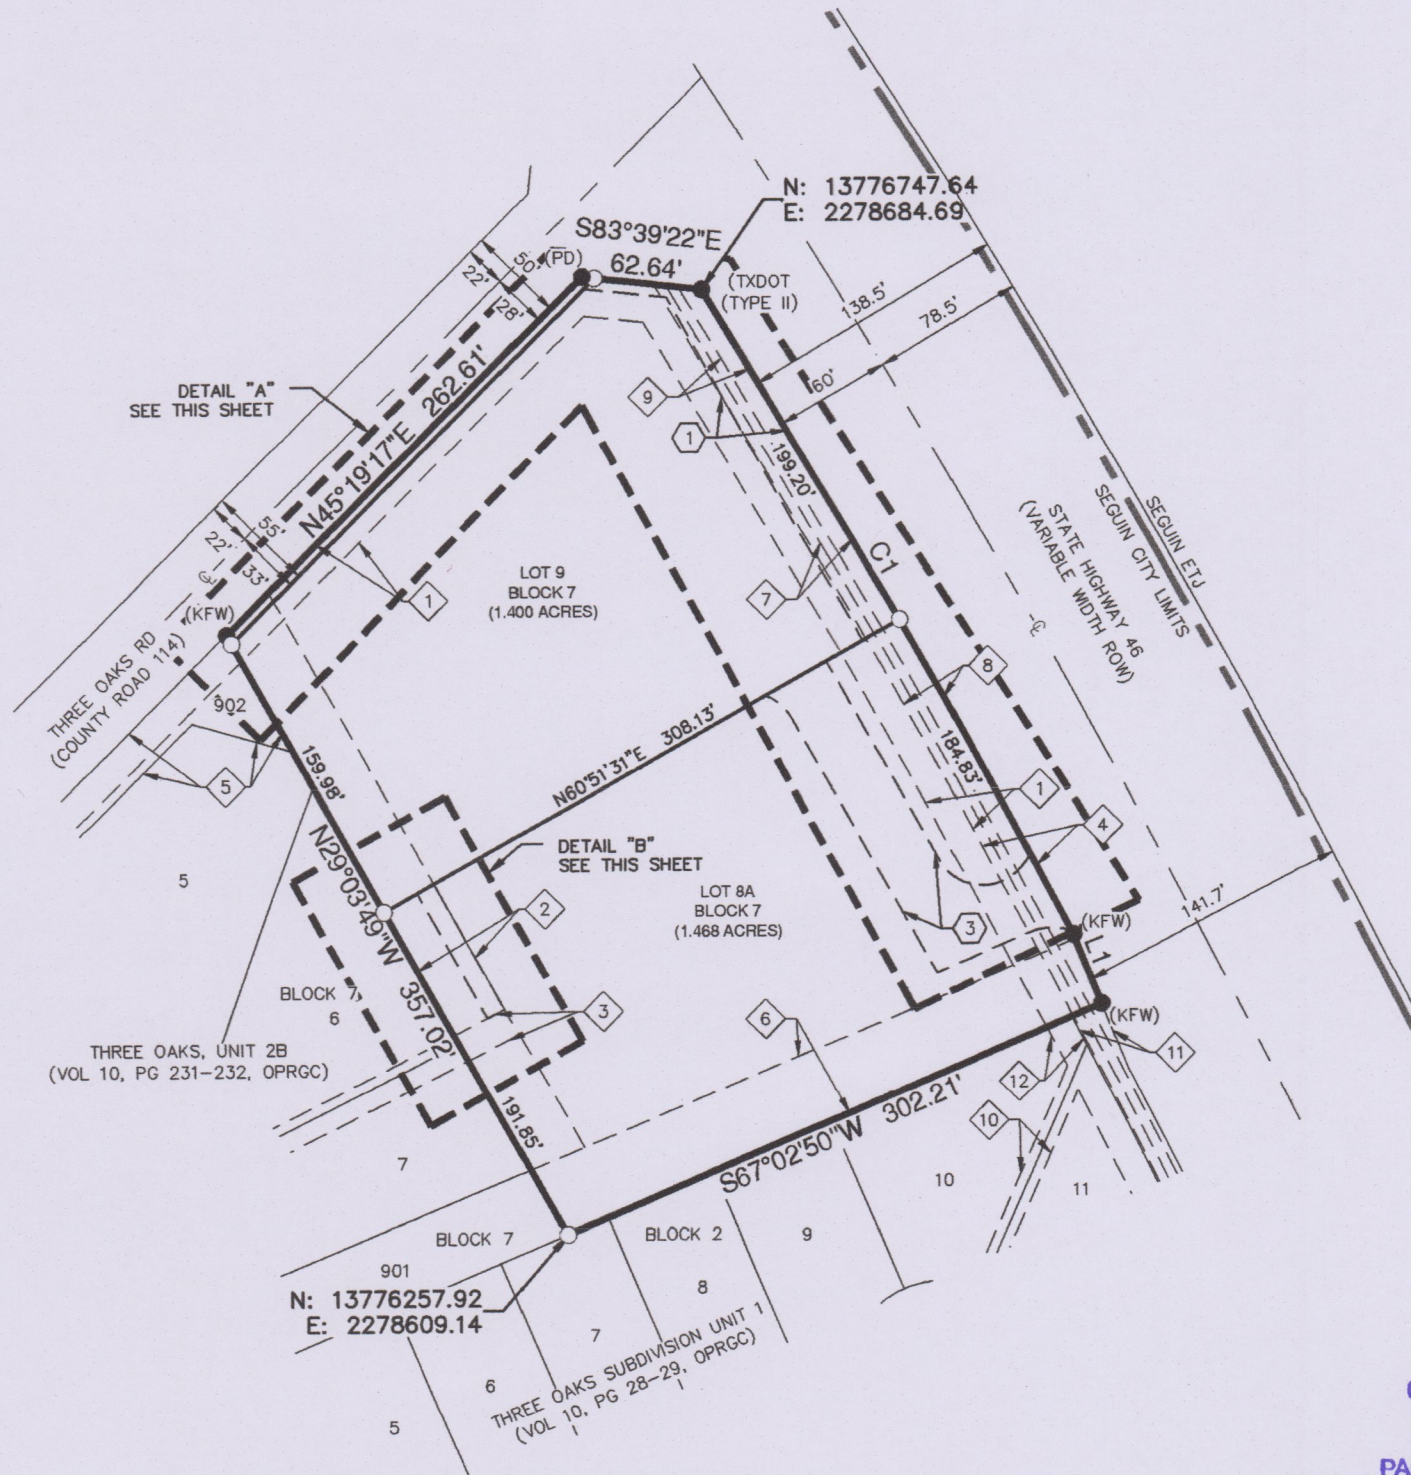 N: 13776747.64
E: 2278684.69
S83°39'22"E
62.64'
(PD)
(TXDOT
(TYPE II)
50'
22'
28'
138.5'
78.5'
60'
DETAIL "A"
SEE THIS SHEET
N45°19'17"E 262.61'
9
1
199.20'
C1
SEGUIN ETJ
SEGUIN CITY LIMITS
STATE HIGHWAY 46
(VARIABLE WIDTH ROW)
55'
22'
33'
(KFW)
THREE OAKS RD
(COUNTY ROAD 114)
LOT 9
BLOCK 7
(1.400 ACRES)
1
7
8
902
5
159.98'
N60°51'31"E 308.13'
184.83'
1
4
DETAIL "B"
SEE THIS SHEET
5
N29°03'49"W 357.02'
2
LOT 8A
BLOCK 7
(1.468 ACRES)
3
141.7'
(KFW)
L1
BLOCK 7
6
3
6
(KFW)
11
12
THREE OAKS, UNIT 2B
(VOL 10, PG 231-232, OPRGC)
191.85'
S67°02'50"W 302.21'
10
7
10
11
BLOCK 7
BLOCK 2
9
901
8
N: 13776257.92
E: 2278609.14
7
6
5
THREE OAKS SUBDIVISION UNIT 1
(VOL 10, PG 28-29, OPRGC)
PA